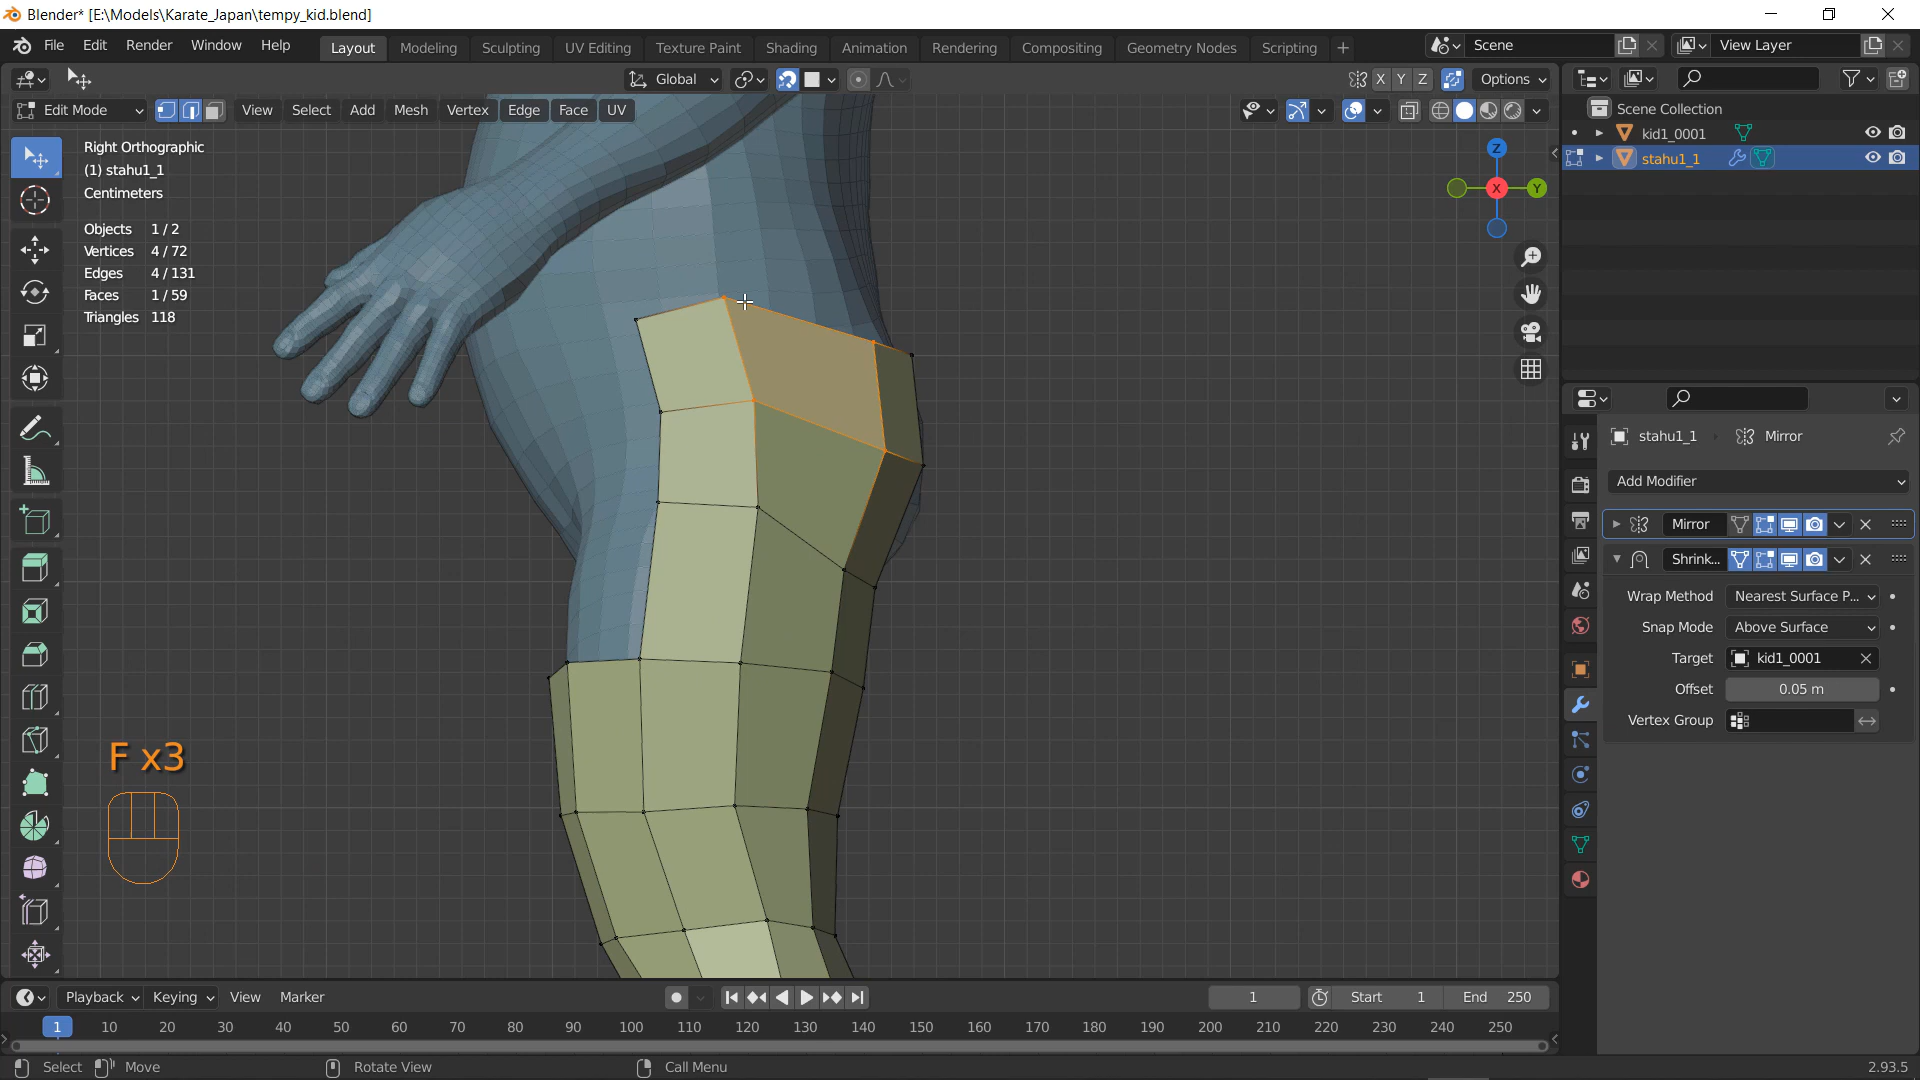 Blender* [E:\Models\Karate_Japan\tempy_kid.blend]
File Edit Render Window Help Layout Modeling Sculpting UV Editing Texture Paint Shading Animation Rendering Compositing Geometry Nodes Scripting + Scene View Layer
Global X Y Z Options
Edit Mode View Select Add Mesh Vertex Edge Face UV
Right Orthographic
(1) stahu1_1
Centimeters
Objects 1/2
Vertices 4/72
Edges 4/131
Faces 1/59
Triangles 118
Z
X
Y
F x3
Scene Collection
kid1_0001
stahu1_1
stahu1_1 Mirror
Add Modifier
Mirror
Shrink...
Wrap Method Nearest Surface P...
Snap Mode Above Surface
Target kid1_0001
Offset 0.05 m
Vertex Group
Playback Keying View Marker 1 Start 1 End 250
1 10 20 30 40 50 60 70 80 90 100 110 120 130 140 150 160 170 180 190 200 210 220 230 240 250
Select Move Rotate View Call Menu 2.93.5